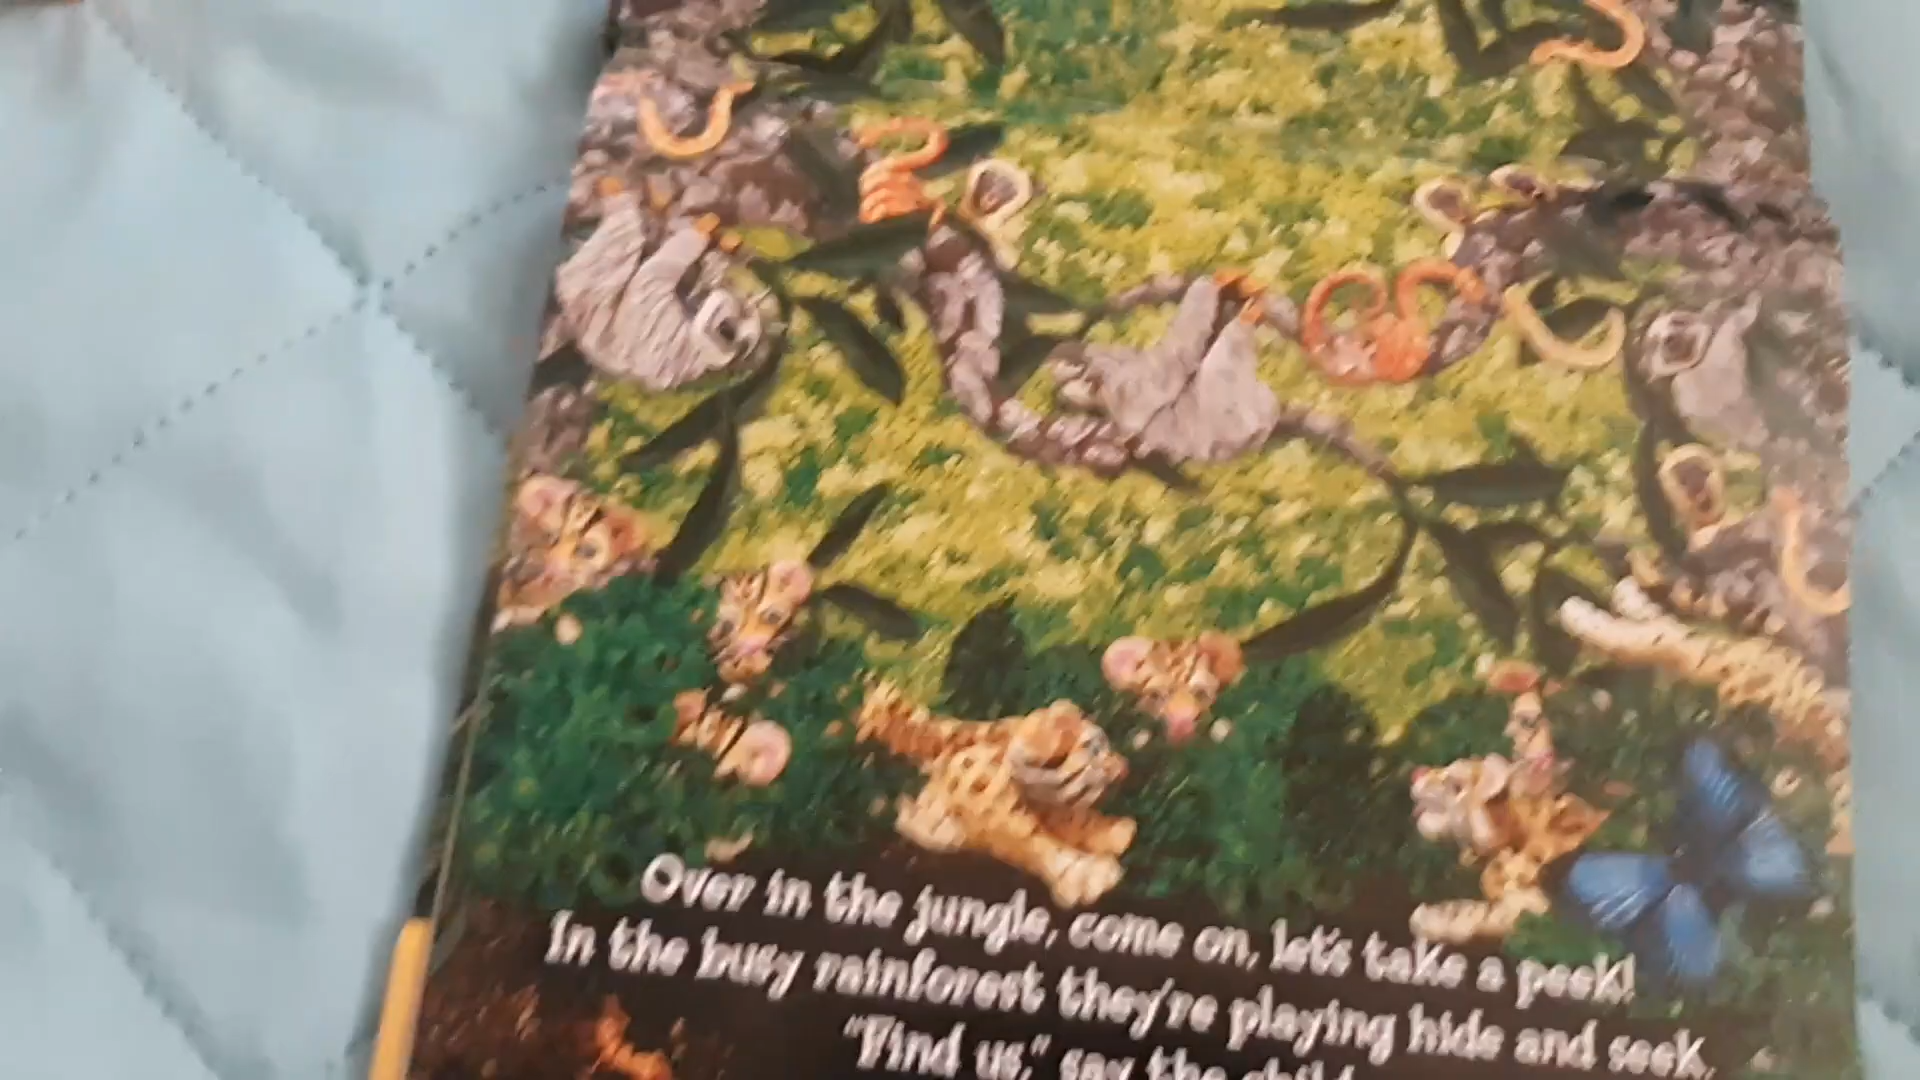 Over in the jungle, come on, let's take a peek!
In the busy rainforest they're playing hide and seek.
"Find us," say the